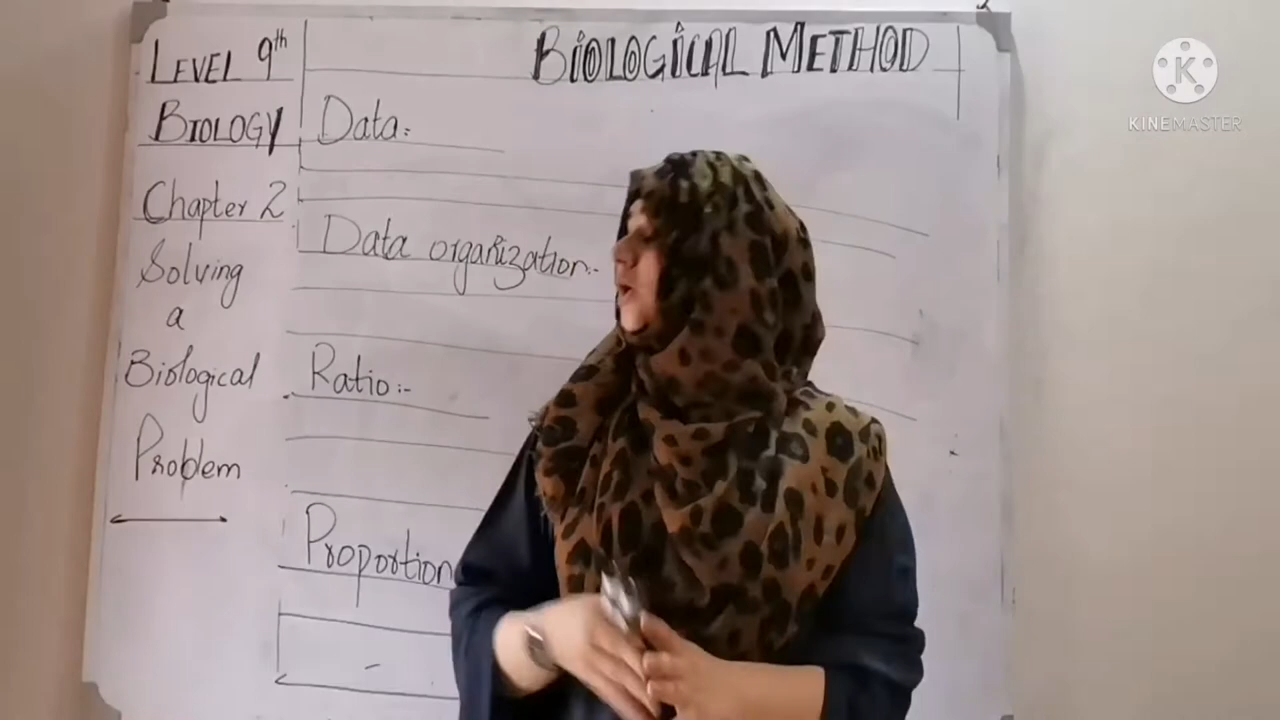 LEVEL 9th
BIOLOGY
Chapter 2
Solving
a
Biological
Problem
BIOLOGICAL METHOD
Data:
Data organization:-
Ratio:-
Proportion
KINEMASTER